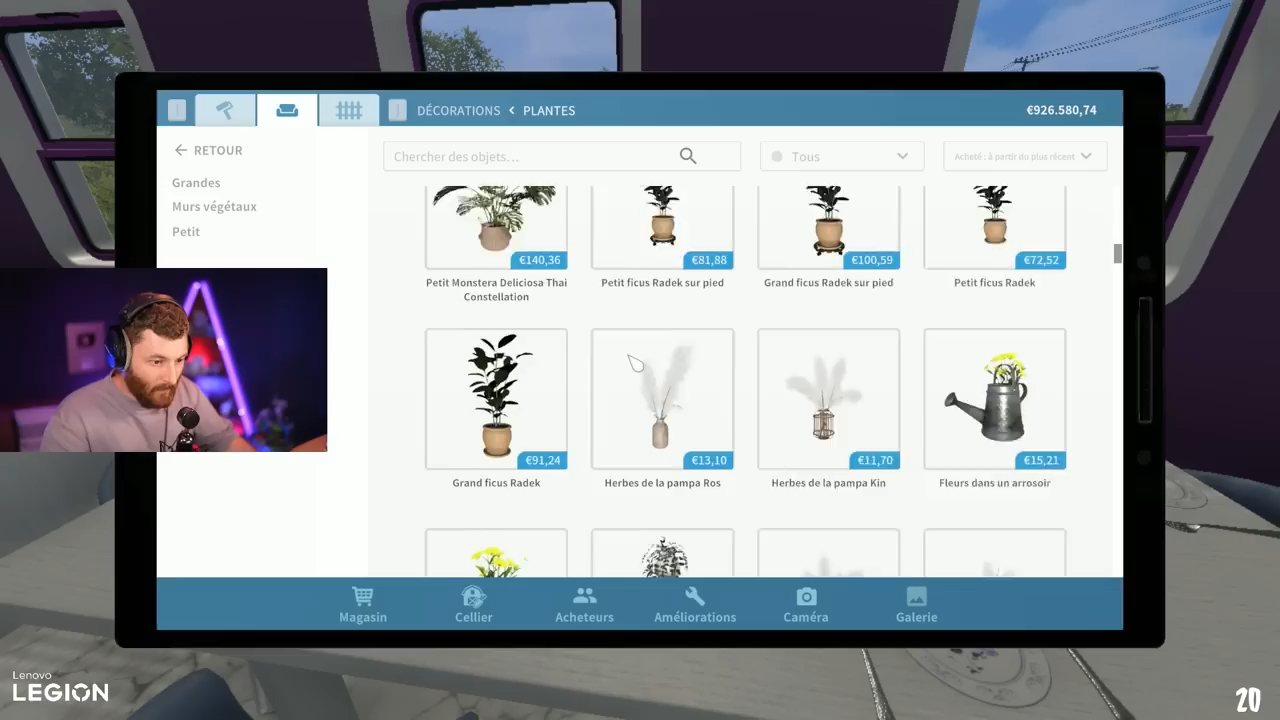 DÉCORATIONS < PLANTES
€926.580,74
RETOUR
Chercher des objets...
Tous
Acheté : à partir du plus récent
Grandes
Murs végétaux
Petit
€140,36
€81,88
€100,59
€72,52
Petit Monstera Deliciosa Thai
Constellation
Petit ficus Radek sur pied
Grand ficus Radek sur pied
Petit ficus Radek
€91,24
€13,10
€11,70
€15,21
Grand ficus Radek
Herbes de la pampa Ros
Herbes de la pampa Kin
Fleurs dans un arrosoir
Magasin
Cellier
Acheteurs
Améliorations
Caméra
Galerie
Lenovo
LEGION
20